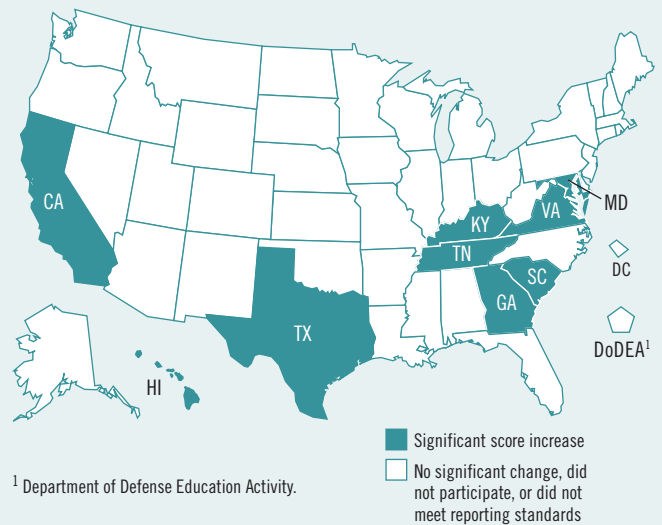 CA
KY
VA
MD
TN
DC
SC
GA
TX
DoDEA¹
HI
Significant score increase
No significant change, did
not participate, or did not
meet reporting standards
¹ Department of Defense Education Activity.